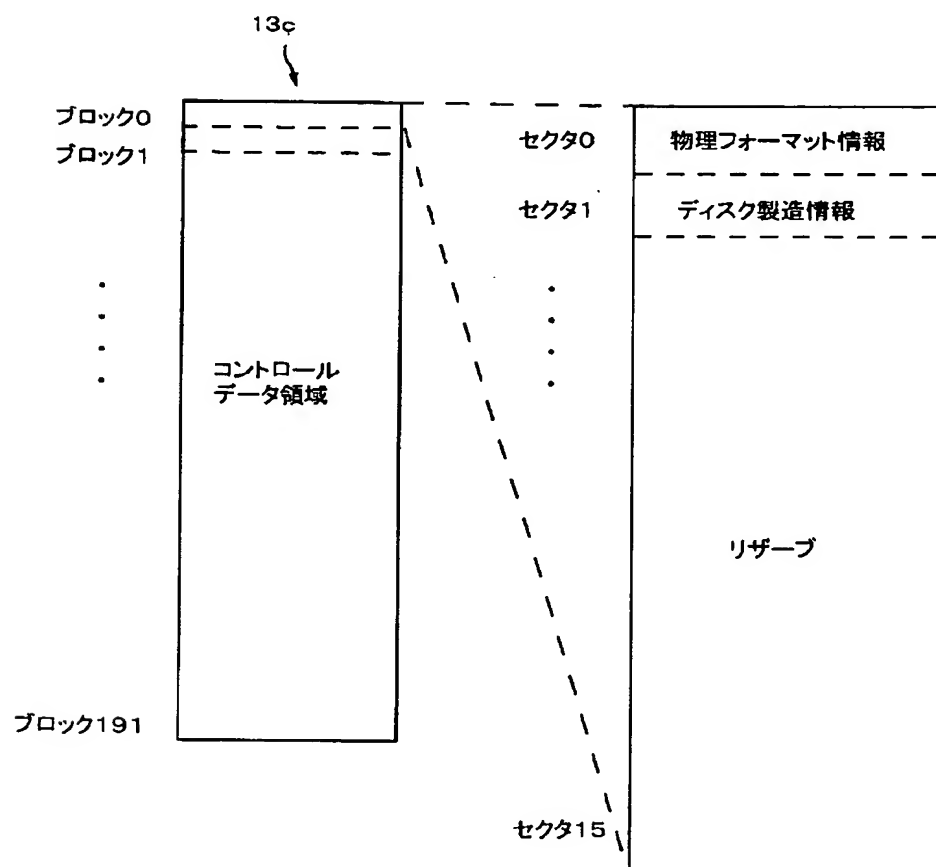 13c
ブロック0
ブロック1
コントロール
データ領域
ブロック191
セクタ0
物理フォーマット情報
セクタ1
ディスク製造情報
リザーブ
セクタ15